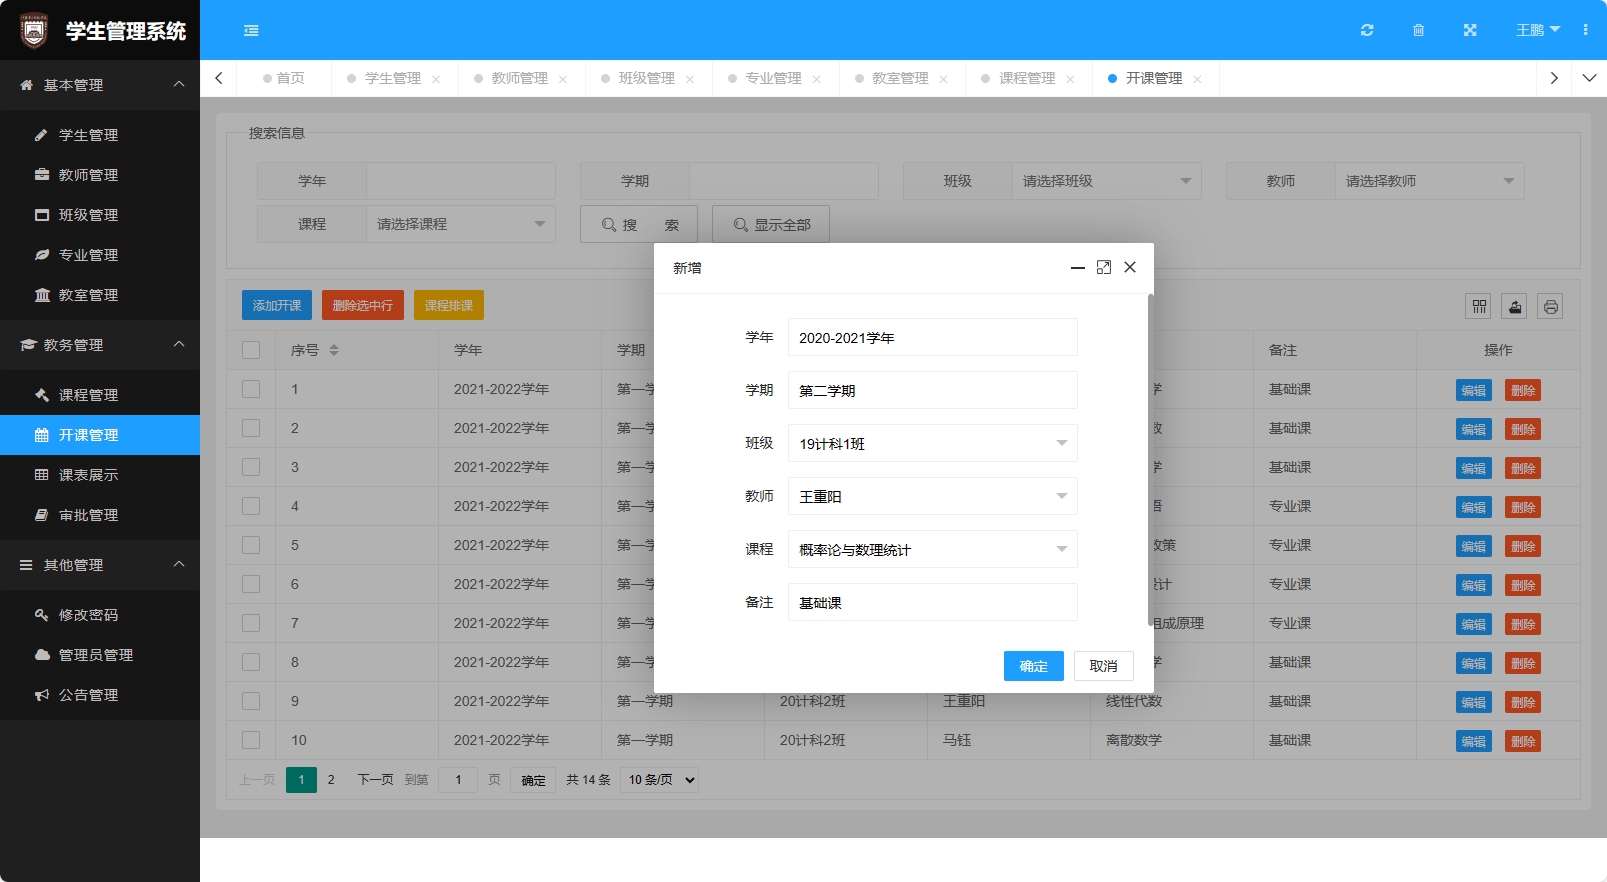 学生管理系统
王鹏
基本管理
学生管理
教师管理
班级管理
专业管理
教室管理
教务管理
课程管理
开课管理
课表展示
审批管理
其他管理
修改密码
管理员管理
公告管理
首页 学生管理 教师管理 班级管理 专业管理 教室管理 课程管理 开课管理
搜索信息
学年 学期 班级 请选择班级 教师 请选择教师
课程 请选择课程 搜 索 显示全部
添加开课 删除选中行 课程排课
序号 学年 学期 备注 操作
1 2021-2022学年 第一学 学 基础课 编辑 删除
2 2021-2022学年 第一学 数 基础课 编辑 删除
3 2021-2022学年 第一学 学 基础课 编辑 删除
4 2021-2022学年 第一学 语 专业课 编辑 删除
5 2021-2022学年 第一学 政策 专业课 编辑 删除
6 2021-2022学年 第一学 设计 专业课 编辑 删除
7 2021-2022学年 第一学 组成原理 专业课 编辑 删除
8 2021-2022学年 第一学 学 基础课 编辑 删除
9 2021-2022学年 第一学期 20计科2班 王重阳 线性代数 基础课 编辑 删除
10 2021-2022学年 第一学期 20计科2班 马钰 离散数学 基础课 编辑 删除
上一页 1 2 下一页 到第 1 页 确定 共 14 条 10 条/页
新增
学年 2020-2021学年
学期 第二学期
班级 19计科1班
教师 王重阳
课程 概率论与数理统计
备注 基础课
确定 取消